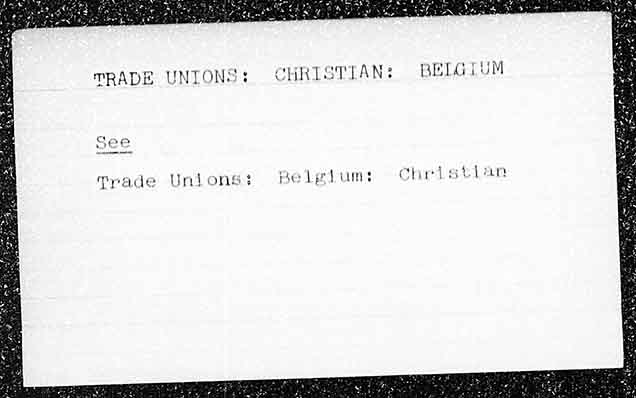 TRADE UNIONS: CHRISTIAN: BELGIUM
See
Trade Unions: Belgium: Christian